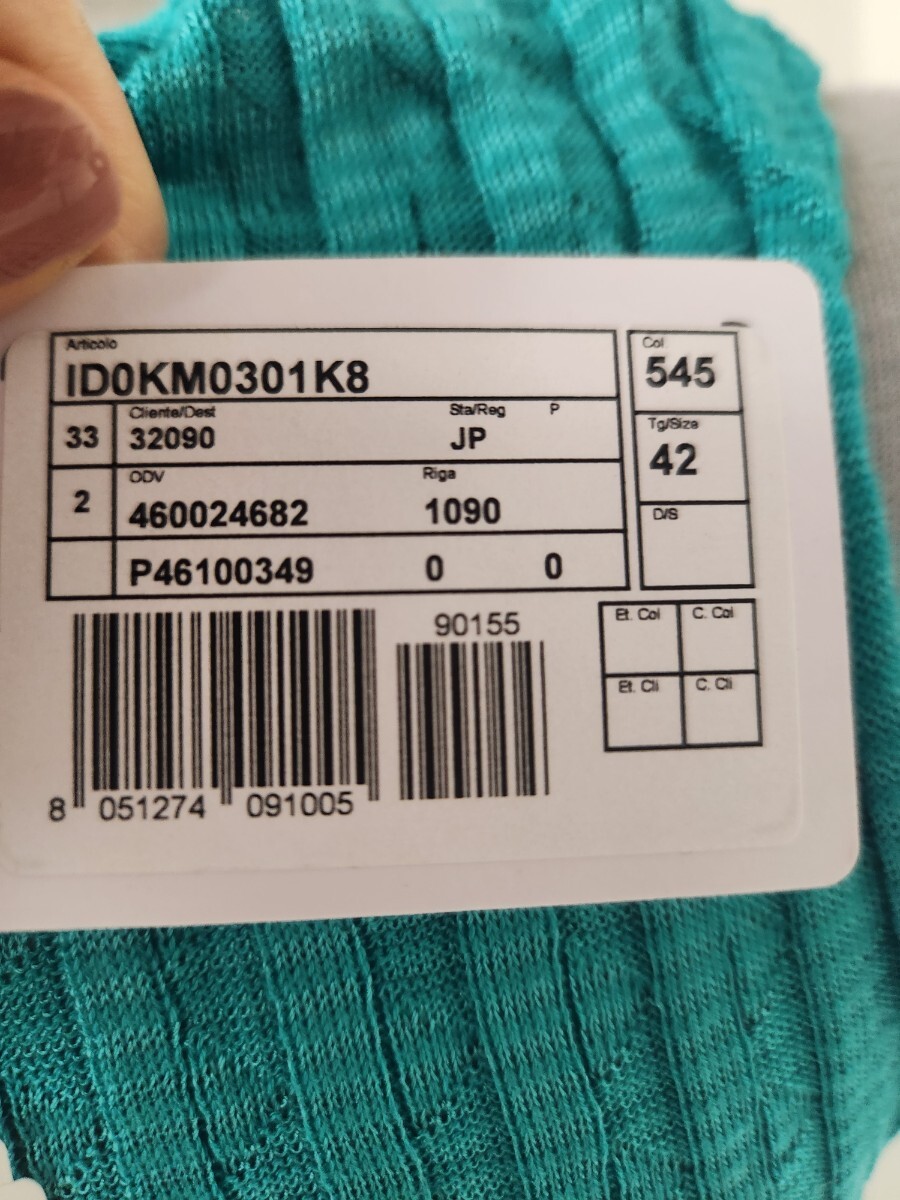 Articolo
ID0KM0301K8
Col
545
33
Cliente/Dest
32090
Sta/Reg
JP
P
Tg/Size
42
2
ODV
460024682
Riga
1090
D/S
P46100349
0
0
90155
8 051274 091005
Et. Col
C. Col
Et. Cli
C. Cli